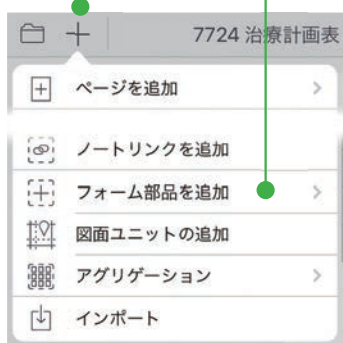 7724 治療計画表
ページを追加
ノートリンクを追加
フォーム部品を追加
図面ユニットの追加
アグリゲーション
インポート